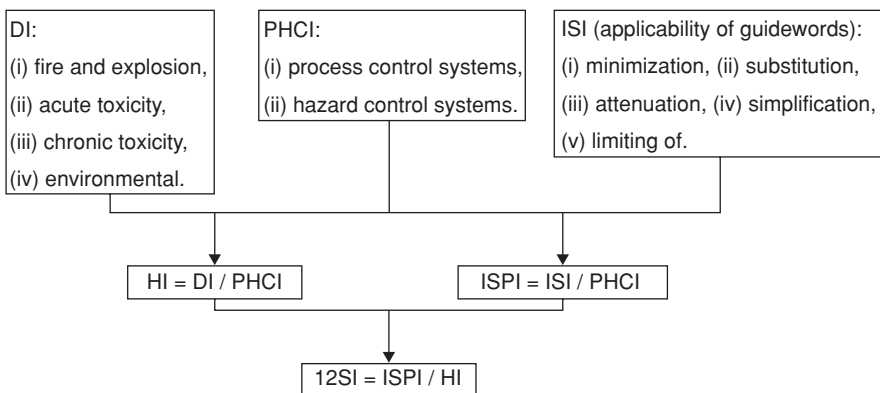 DI:
(i) fire and explosion,
(ii) acute toxicity,
(iii) chronic toxicity,
(iv) environmental.
PHCI:
(i) process control systems,
(ii) hazard control systems.
ISI (applicability of guidewords):
(i) minimization, (ii) substitution,
(iii) attenuation, (iv) simplification,
(v) limiting of.
HI = DI / PHCI
ISPI = ISI / PHCI
12SI = ISPI / HI